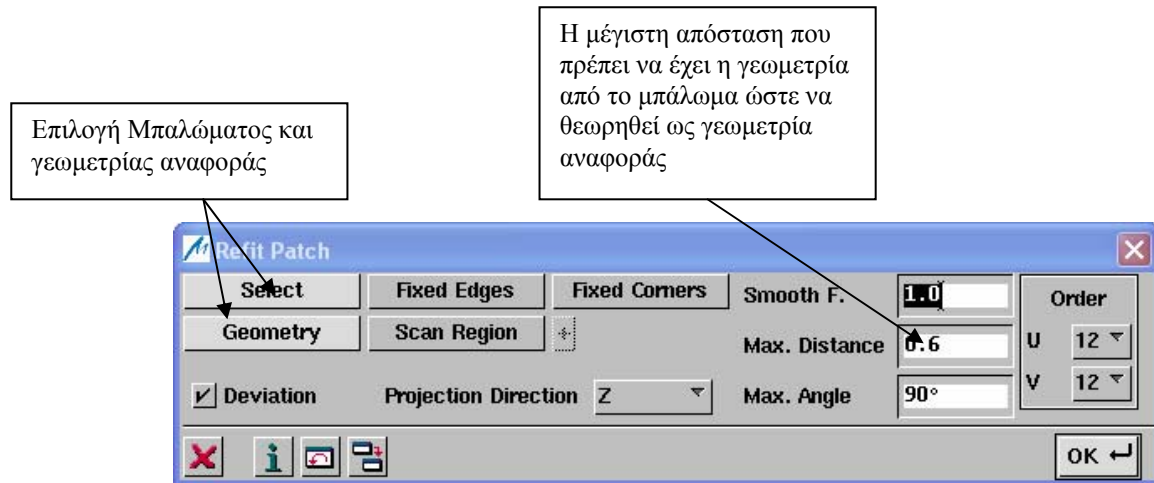 Η μέγιστη απόσταση που
πρέπει να έχει η γεωμετρία
από το μπάλωμα ώστε να
θεωρηθεί ως γεωμετρία
αναφοράς
Επιλογή Μπαλώματος και
γεωμετρίας αναφοράς
Refit Patch
Select Fixed Edges Fixed Corners Smooth F. 1.0 Order
Geometry Scan Region Max. Distance 0.6 U 12
Deviation Projection Direction Z Max. Angle 90° V 12
OK